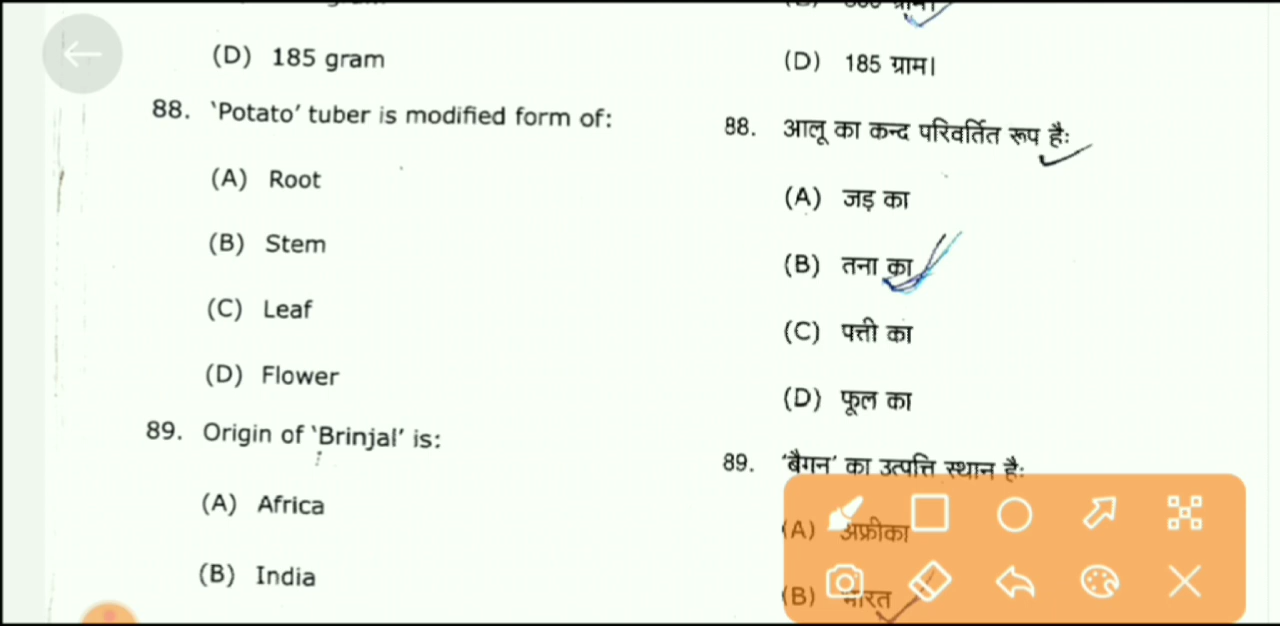 (D) 185 gram
88. 'Potato' tuber is modified form of:
(A) Root
(B) Stem
(C) Leaf
(D) Flower
89. Origin of 'Brinjal' is:
(A) Africa
(B) India
(D) 185 ग्राम।
88. आलू का कन्द परिवर्तित रूप है:
(A) जड़ का
(B) तना का
(C) पत्ती का
(D) फूल का
89. 'बैगन' का उत्पत्ति स्थान है:
(A) अफ्रीका
(B) भारत